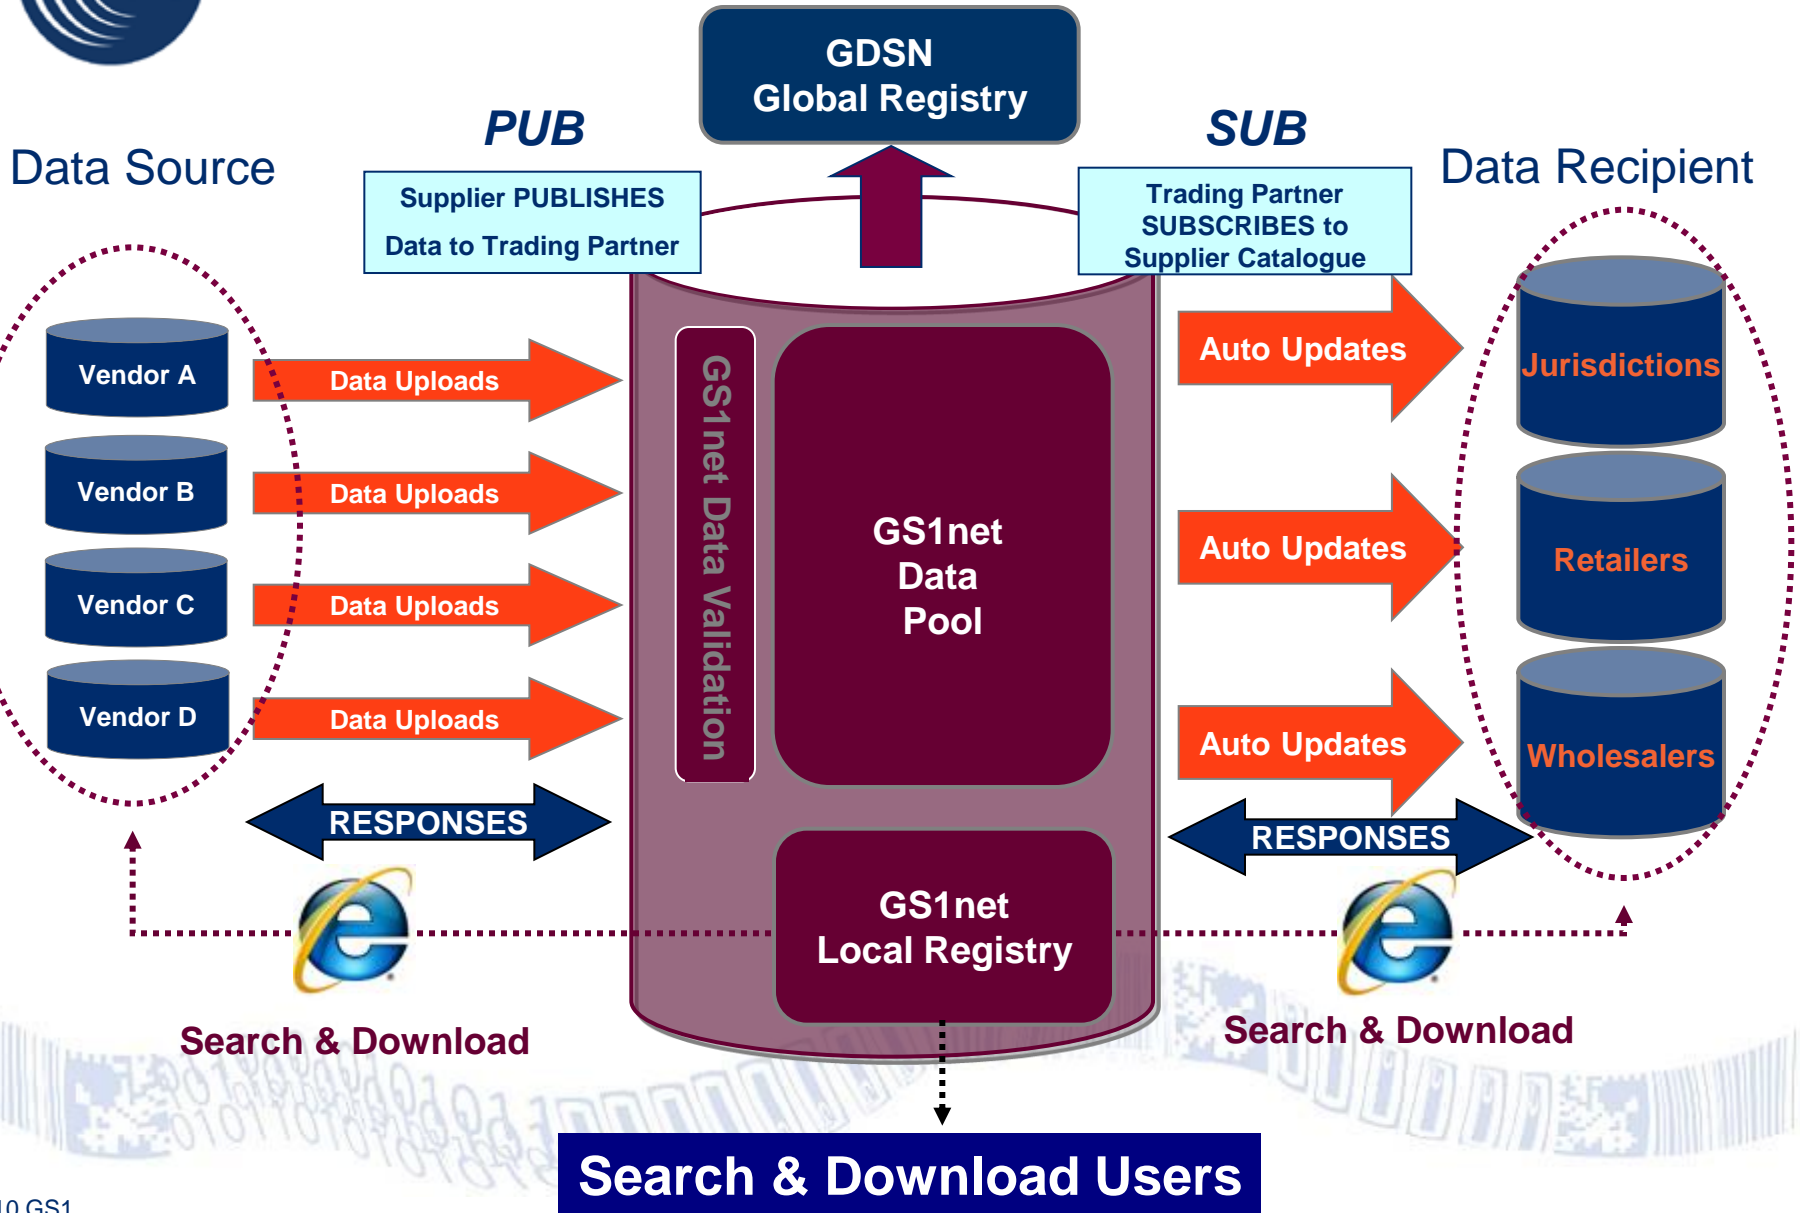 GDSN
Global Registry
PUB
SUB
Data Source
Data Recipient
Supplier PUBLISHES
Data to Trading Partner
Trading Partner
SUBSCRIBES to
Supplier Catalogue
Vendor A
Vendor B
Vendor C
Vendor D
Data Uploads
Data Uploads
Data Uploads
Data Uploads
RESPONSES
GS1net Data Validation
GS1net
Data
Pool
GS1net
Local Registry
Auto Updates
Auto Updates
Auto Updates
RESPONSES
Jurisdictions
Retailers
Wholesalers
Search & Download
Search & Download
Search & Download Users
10 GS1